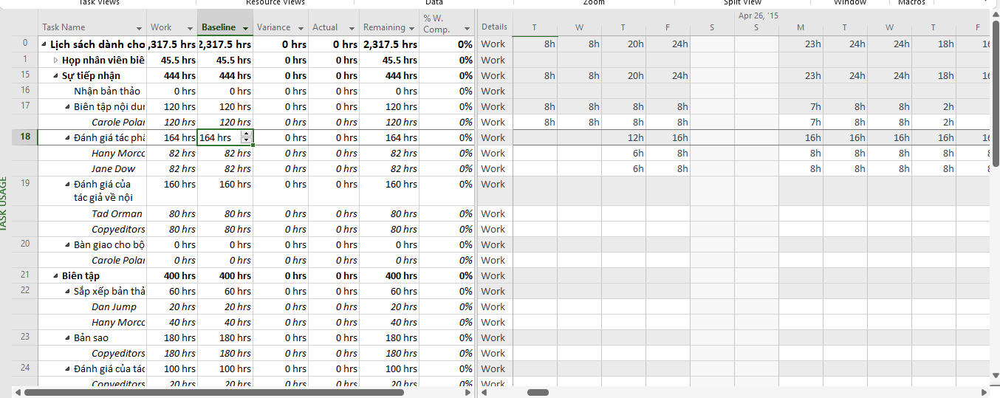 Task Views Resource Views Data Zoom Split View Window Macros
Apr 26, '15
Task Name Work Baseline Variance Actual Remaining % W. Comp. Details T W T F S S M T W T F
0 Lịch sách dành cho ,317.5 hrs 2,317.5 hrs 0 hrs 0 hrs 2,317.5 hrs 0% Work 8h 8h 20h 24h 23h 24h 24h 18h 16
1 Họp nhân viên biê 45.5 hrs 45.5 hrs 0 hrs 0 hrs 45.5 hrs 0% Work
15 Sự tiếp nhận 444 hrs 444 hrs 0 hrs 0 hrs 444 hrs 0% Work 8h 8h 20h 24h 23h 24h 24h 18h 16
16 Nhận bản thảo 0 hrs 0 hrs 0 hrs 0 hrs 0 hrs 0% Work
17 Biên tập nội dun 120 hrs 120 hrs 0 hrs 0 hrs 120 hrs 0% Work 8h 8h 8h 8h 7h 8h 8h 2h
Carole Polan 120 hrs 120 hrs 0 hrs 0 hrs 120 hrs 0% Work 8h 8h 8h 8h 7h 8h 8h 2h
18 Đánh giá tác phẩ 164 hrs 164 hrs 0 hrs 0 hrs 164 hrs 0% Work 12h 16h 16h 16h 16h 16h 16
Hany Morco 82 hrs 82 hrs 0 hrs 0 hrs 82 hrs 0% Work 6h 8h 8h 8h 8h 8h 8
Jane Dow 82 hrs 82 hrs 0 hrs 0 hrs 82 hrs 0% Work 6h 8h 8h 8h 8h 8h 8
19 Đánh giá của 160 hrs 160 hrs 0 hrs 0 hrs 160 hrs 0% Work
tác giả về nội
Tad Orman 80 hrs 80 hrs 0 hrs 0 hrs 80 hrs 0% Work
Copyeditors 80 hrs 80 hrs 0 hrs 0 hrs 80 hrs 0% Work
20 Bàn giao cho bộ 0 hrs 0 hrs 0 hrs 0 hrs 0 hrs 0% Work
Carole Polan 0 hrs 0 hrs 0 hrs 0 hrs 0 hrs 0% Work
21 Biên tập 400 hrs 400 hrs 0 hrs 0 hrs 400 hrs 0% Work
22 Sắp xếp bản thả 60 hrs 60 hrs 0 hrs 0 hrs 60 hrs 0% Work
Dan Jump 20 hrs 20 hrs 0 hrs 0 hrs 20 hrs 0% Work
Hany Morco 40 hrs 40 hrs 0 hrs 0 hrs 40 hrs 0% Work
23 Bản sao 180 hrs 180 hrs 0 hrs 0 hrs 180 hrs 0% Work
Copyeditors 180 hrs 180 hrs 0 hrs 0 hrs 180 hrs 0% Work
24 Đánh giá của tác 100 hrs 100 hrs 0 hrs 0 hrs 100 hrs 0% Work
Copyeditors 20 hrs 20 hrs 0 hrs 0 hrs 20 hrs 0% Work
TASK USAGE